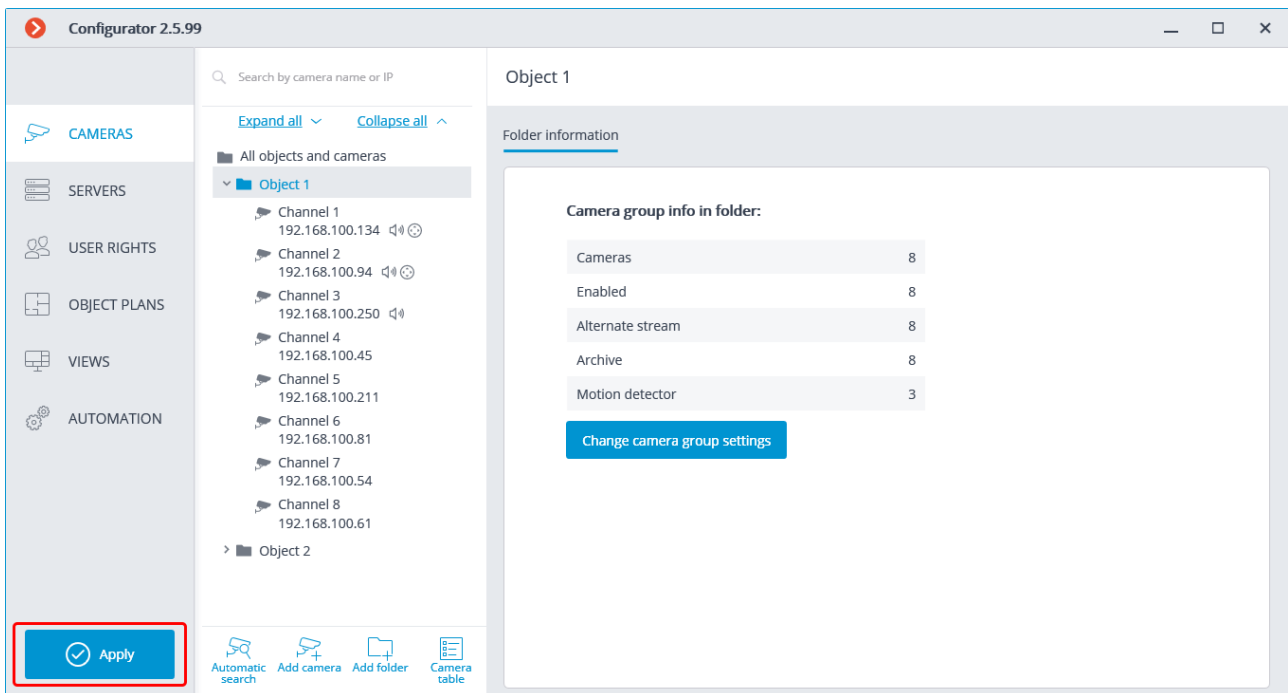 Configurator 2.5.99
CAMERAS
SERVERS
USER RIGHTS
OBJECT PLANS
VIEWS
AUTOMATION
Apply
Search by camera name or IP
Expand all
Collapse all
All objects and cameras
Object 1
Channel 1
192.168.100.134
Channel 2
192.168.100.94
Channel 3
192.168.100.250
Channel 4
192.168.100.45
Channel 5
192.168.100.211
Channel 6
192.168.100.81
Channel 7
192.168.100.54
Channel 8
192.168.100.61
Object 2
Automatic
search
Add camera
Add folder
Camera
table
Object 1
Folder information
Camera group info in folder:
Cameras 8
Enabled 8
Alternate stream 8
Archive 8
Motion detector 3
Change camera group settings